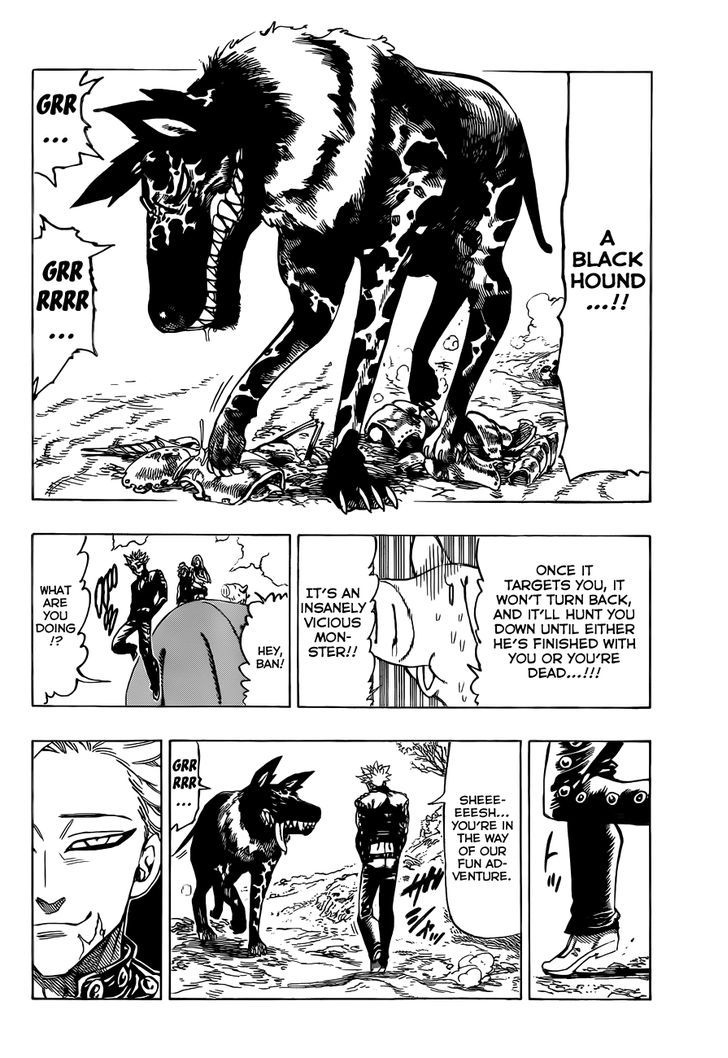 A
BLACK
HOUND
...!!
GRR
...
GRR
RRRR
...
ONCE IT
TARGETS YOU, IT
WON'T TURN BACK,
AND IT'LL HUNT YOU
DOWN UNTIL EITHER
HE'S FINISHED WITH
YOU OR YOU'RE
DEAD...!!!
IT'S AN
INSANELY
VICIOUS
MON-
STER!!
HEY,
BAN!
WHAT
ARE
YOU
DOING
!?
SHEEE-
EEEESH...
YOU'RE IN
THE WAY
OF OUR
FUN AD-
VENTURE.
GRR
RRR
...